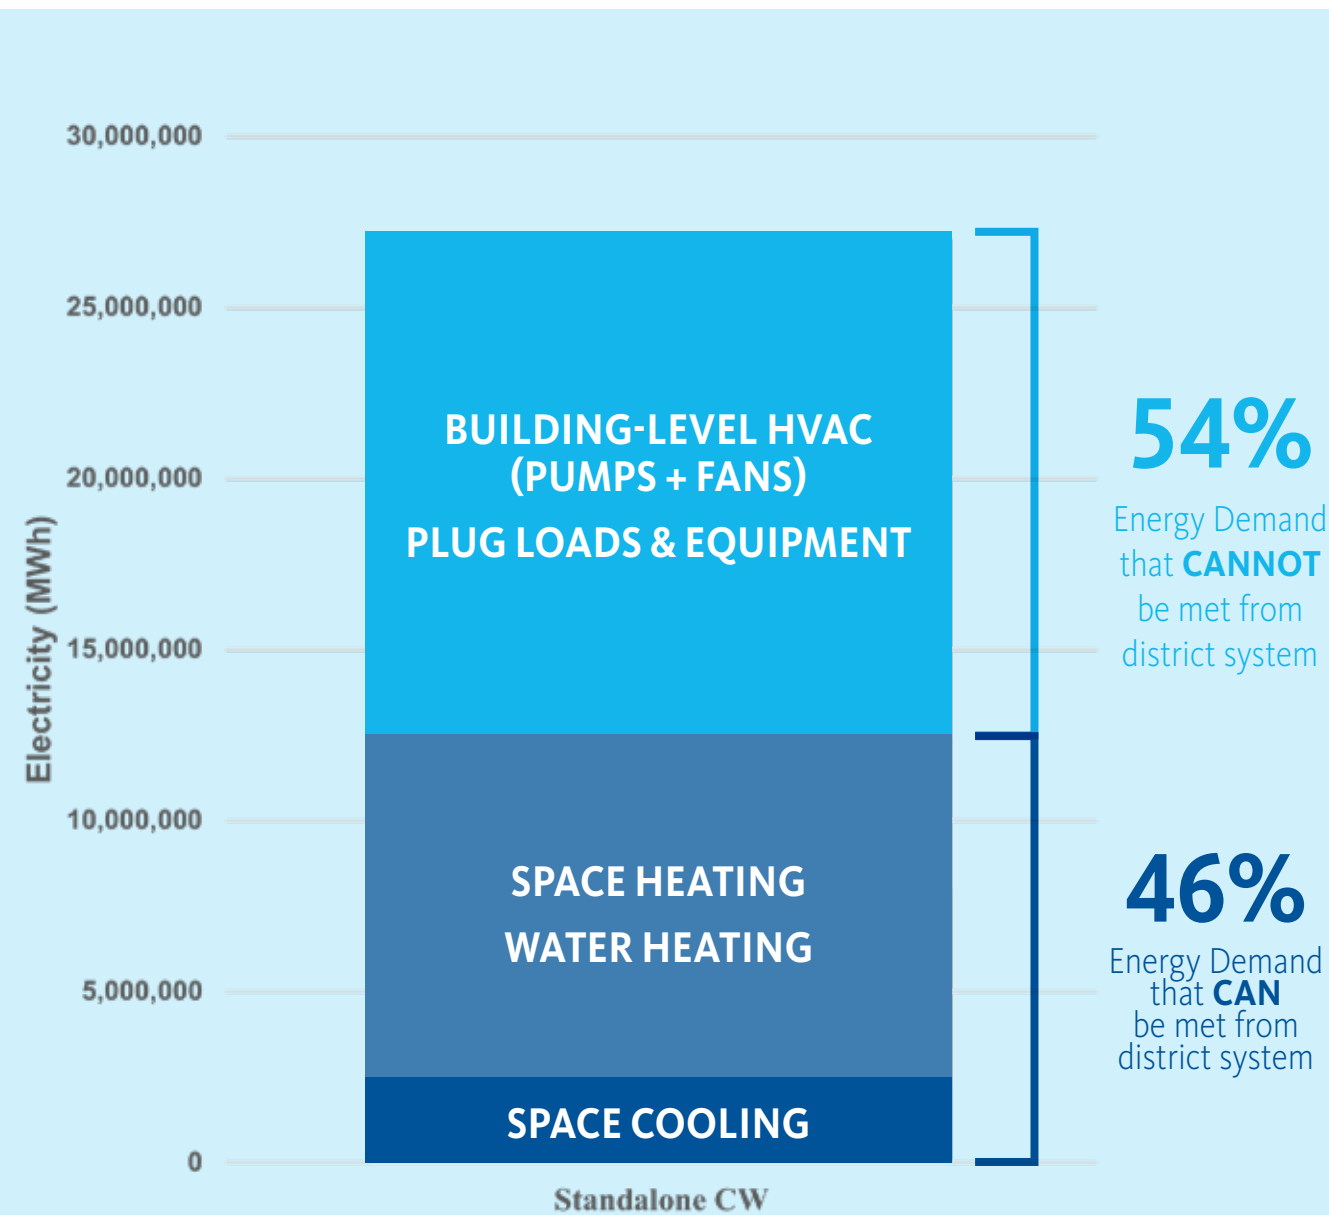 30,000,000
25,000,000
20,000,000
15,000,000
10,000,000
5,000,000
0
Electricity (MWh)
BUILDING-LEVEL HVAC
(PUMPS + FANS)
PLUG LOADS & EQUIPMENT
SPACE HEATING
WATER HEATING
SPACE COOLING
Standalone CW
54%
Energy Demand
that CANNOT
be met from
district system
46%
Energy Demand
that CAN
be met from
district system